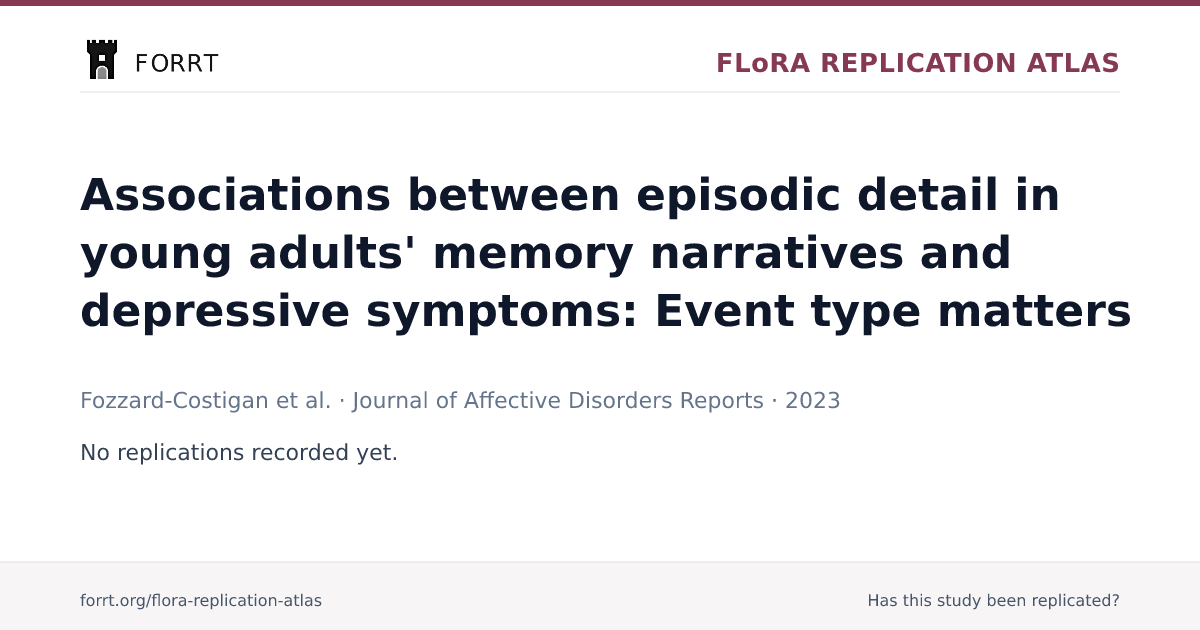 FORRT
FLoRA REPLICATION ATLAS
Associations between episodic detail in
young adults' memory narratives and
depressive symptoms: Event type matters
Fozzard-Costigan et al. · Journal of Affective Disorders Reports · 2023
No replications recorded yet.
forrt.org/flora-replication-atlas
Has this study been replicated?